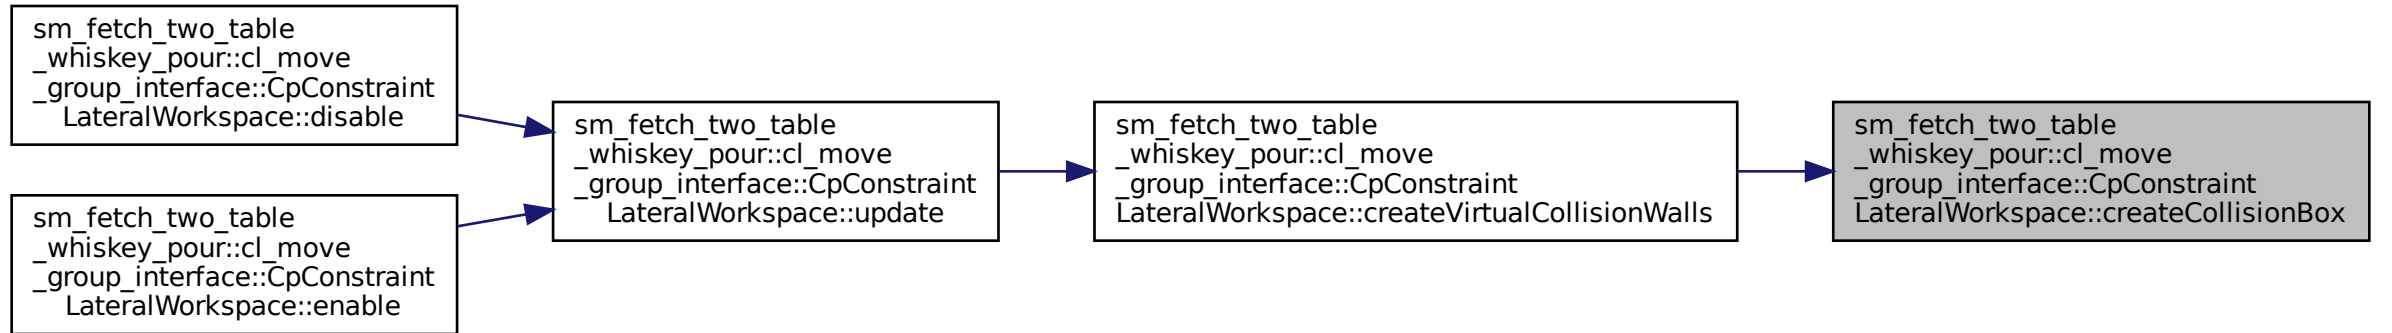 sm_fetch_two_table
_whiskey_pour::cl_move
_group_interface::CpConstraint
LateralWorkspace::disable
sm_fetch_two_table
_whiskey_pour::cl_move
_group_interface::CpConstraint
LateralWorkspace::enable
sm_fetch_two_table
_whiskey_pour::cl_move
_group_interface::CpConstraint
LateralWorkspace::update
sm_fetch_two_table
_whiskey_pour::cl_move
_group_interface::CpConstraint
LateralWorkspace::createVirtualCollisionWalls
sm_fetch_two_table
_whiskey_pour::cl_move
_group_interface::CpConstraint
LateralWorkspace::createCollisionBox